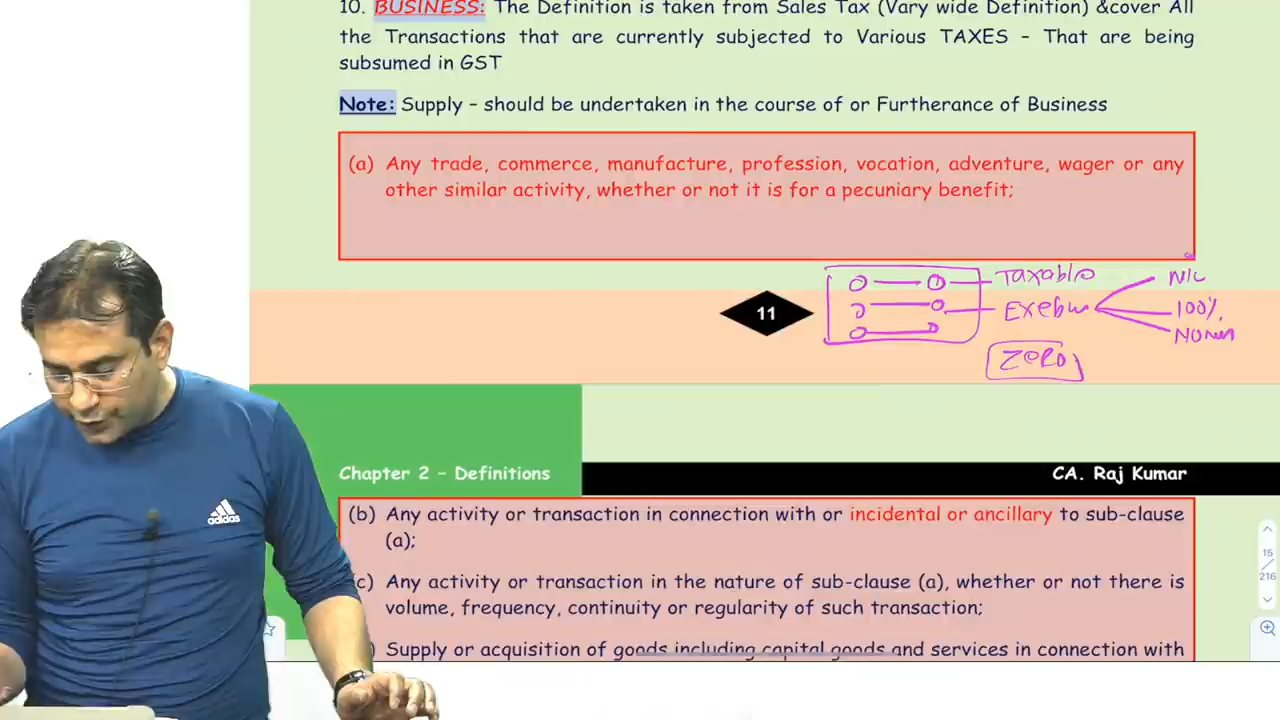 10. BUSINESS: The Definition is taken from Sales Tax (Vary wide Definition) &cover All
the Transactions that are currently subjected to Various TAXES – That are being
subsumed in GST
Note: Supply – should be undertaken in the course of or Furtherance of Business
(a) Any trade, commerce, manufacture, profession, vocation, adventure, wager or any
other similar activity, whether or not it is for a pecuniary benefit;
Taxable
100%
ZERO
11
Chapter 2 – Definitions
CA. Raj Kumar
(b) Any activity or transaction in connection with or incidental or ancillary to sub-clause
(a);
c) Any activity or transaction in the nature of sub-clause (a), whether or not there is
volume, frequency, continuity or regularity of such transaction;
) Supply or acquisition of goods including capital goods and services in connection with
adidas
15
/
216